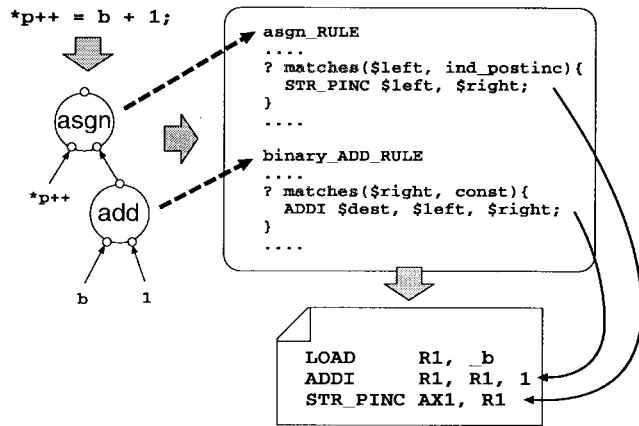 *p++ = b + 1;
asgn
*p++
add
b 1
asgn_RULE
....
? matches($left, ind_postinc){
STR_PINC $left, $right;
}
....
binary_ADD_RULE
....
? matches($right, const){
ADDI $dest, $left, $right;
}
....
LOAD R1, _b
ADDI R1, R1, 1
STR_PINC AX1, R1